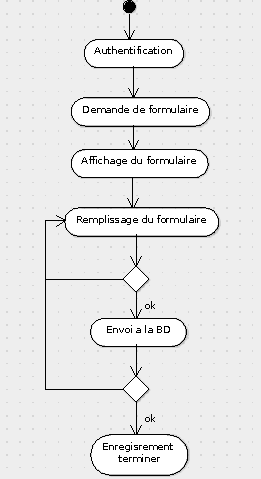 Authentification
Demande de formulaire
Affichage du formulaire
Remplissage du formulaire
ok
Envoi a la BD
ok
Enregisrement
terminer